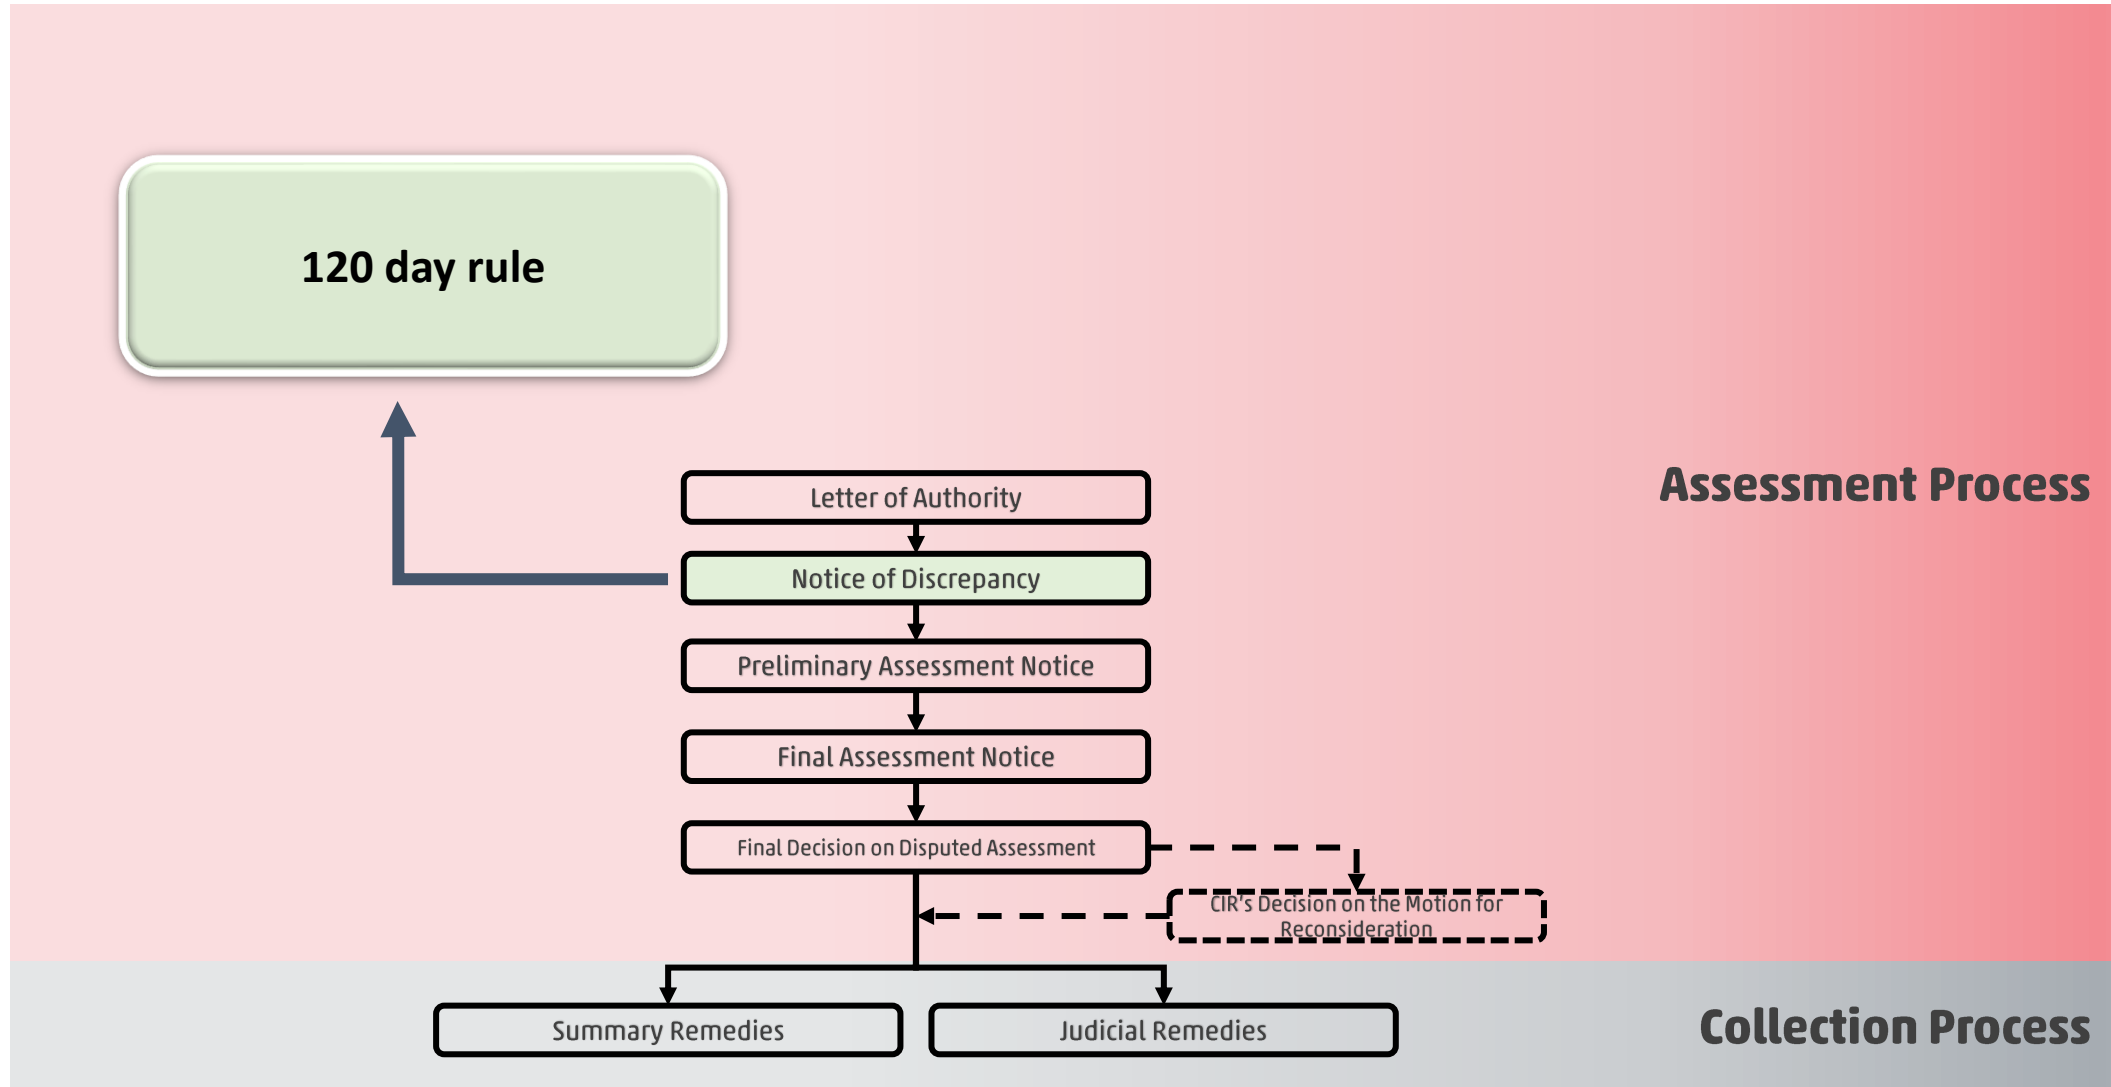 120 day rule
Letter of Authority
Assessment Process
Notice of Discrepancy
Preliminary Assessment Notice
Final Assessment Notice
Final Decision on Disputed Assessment
CIR's Decision on the Motion for
Reconsideration
Summary Remedies
Judicial Remedies
Collection Process